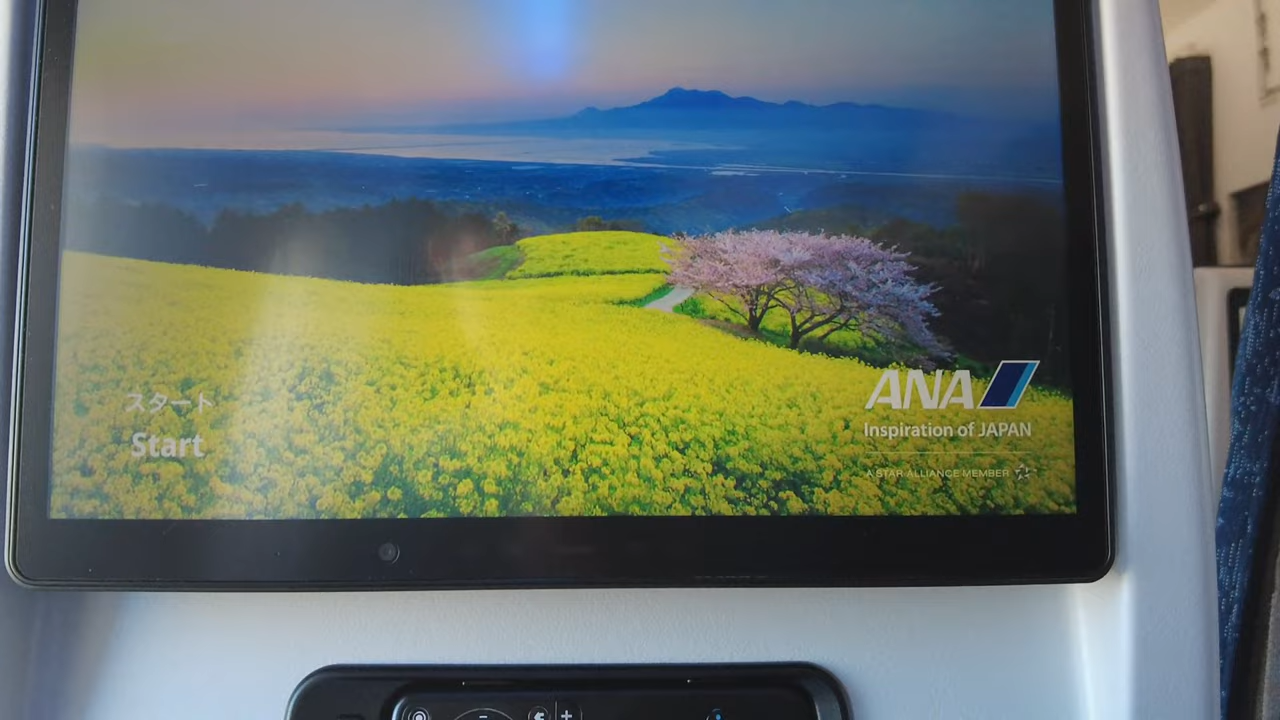 スタート
Start
ANA
Inspiration of JAPAN
A STAR ALLIANCE MEMBER